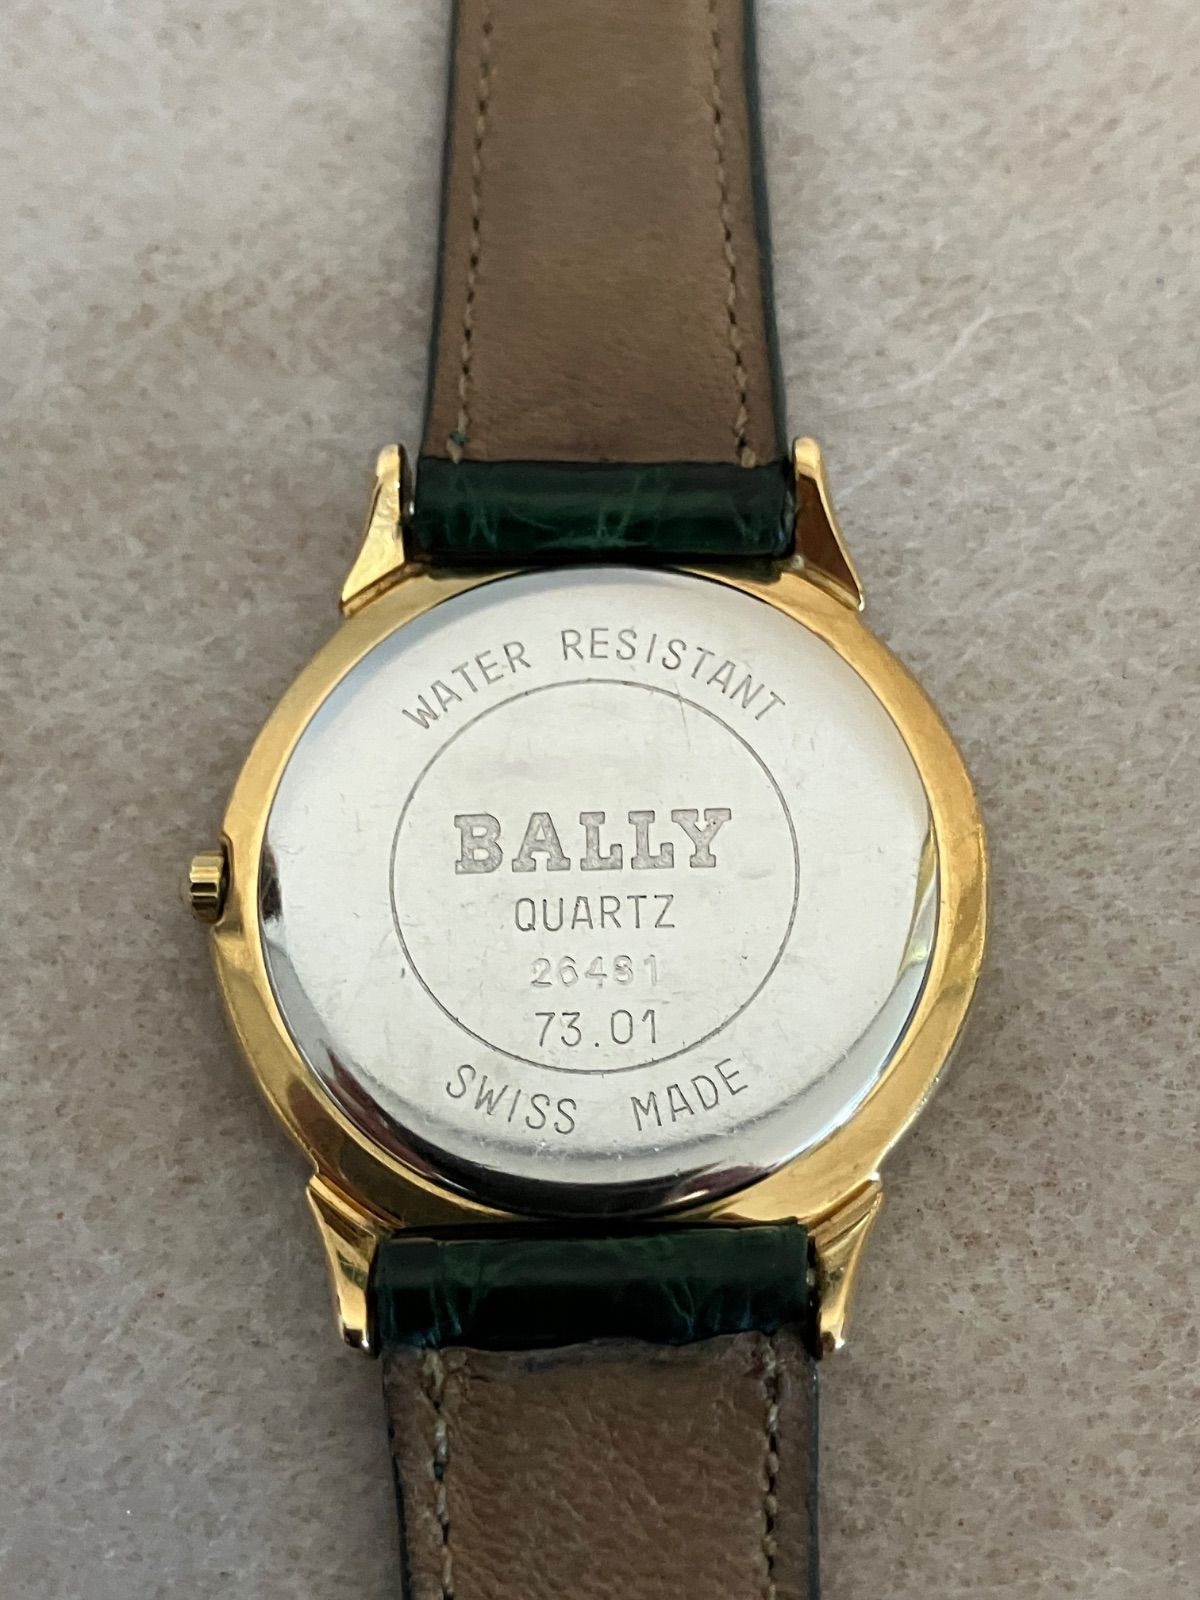 WATER RESISTANT
BALLY
QUARTZ
26481
73.01
SWISS MADE